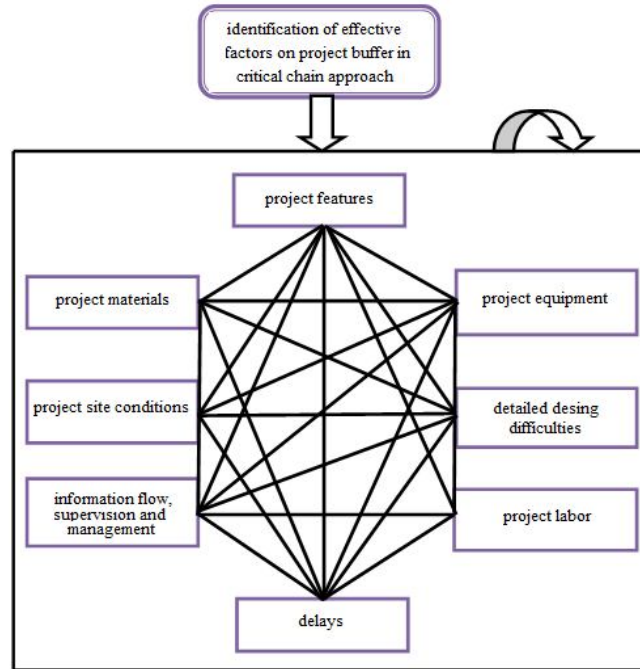 identification of effective
factors on project buffer in
critical chain approach
project features
project materials
project equipment
project site conditions
detailed desing
difficulties
information flow,
supervision and
management
project labor
delays